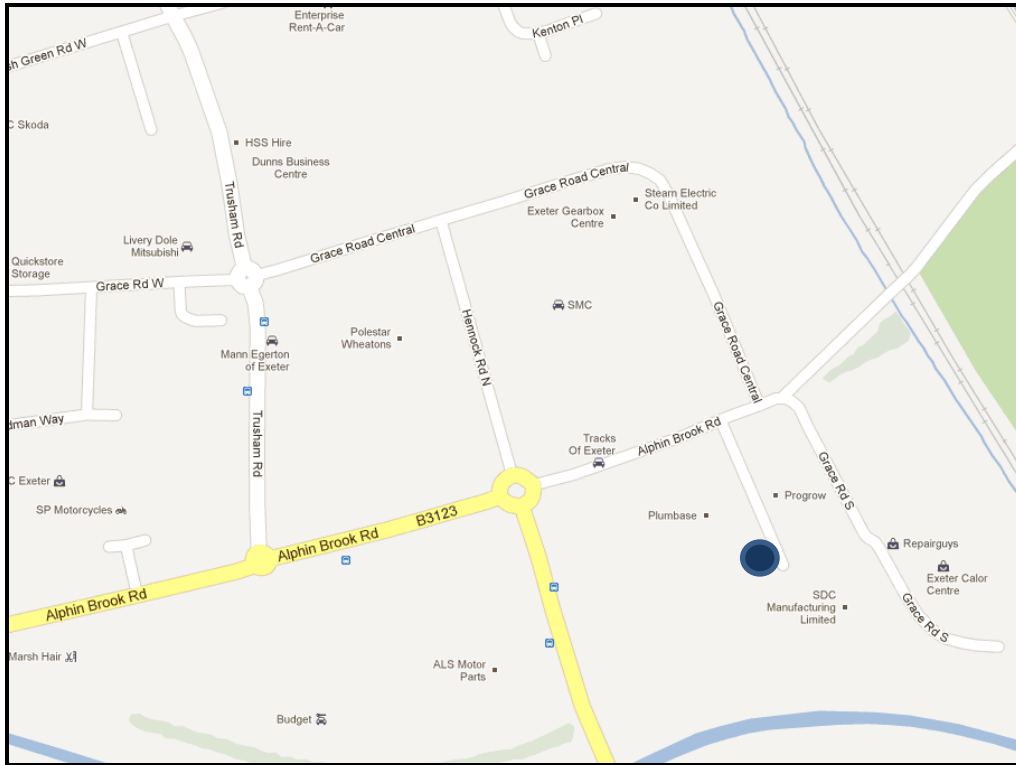 Enterprise
Rent-A-Car
Kenton Pl
sh Green Rd W
C Skoda
HSS Hire
Dunns Business
Centre
Trusham Rd
Grace Road Central
Stearn Electric
Co Limited
Exeter Gearbox
Centre
Livery Dole
Mitsubishi
Grace Road Central
Quickstore
Storage
Grace Rd W
SMC
Polestar
Wheatons
Hennock Rd N
Grace Road Central
Mann Egerton
of Exeter
dman Way
Trusham Rd
Tracks
Of Exeter
Alphin Brook Rd
C Exeter
SP Motorcycles
Grace Rd S
Progrow
Plumbase
B3123
Alphin Brook Rd
Repairguys
Exeter Calor
Centre
Alphin Brook Rd
SDC
Manufacturing
Limited
Grace Rd S
Marsh Hair
ALS Motor
Parts
Budget